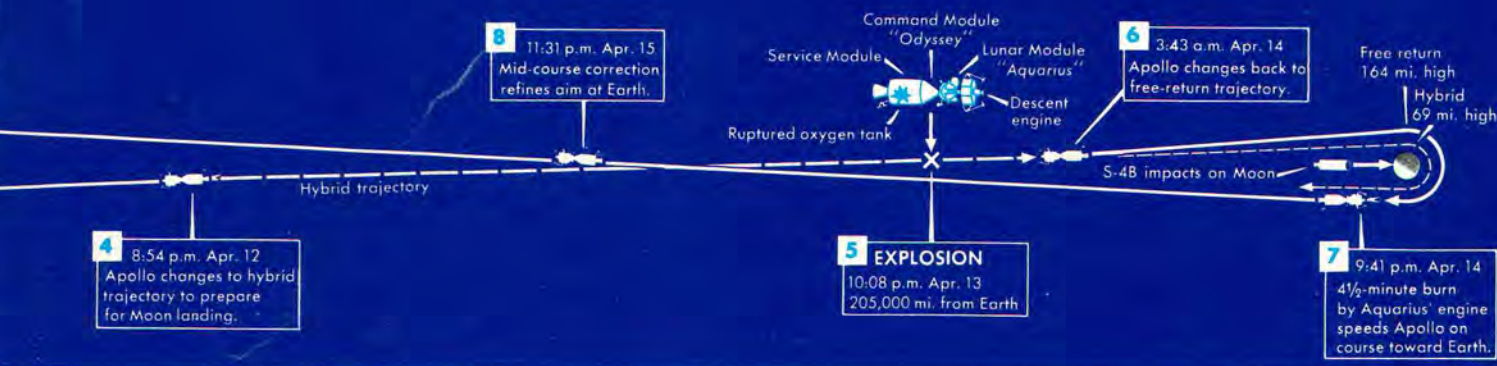 8
11:31 p.m. Apr. 15
Mid-course correction
refines aim at Earth.
Service Module
Command Module
"Odyssey"
Lunar Module
"Aquarius"
Descent
engine
Ruptured oxygen tank
6
3:43 a.m. Apr. 14
Apollo changes back to
free-return trajectory.
Free return
164 mi. high
Hybrid
69 mi. high
S-4B impacts on Moon
Hybrid trajectory
4
8:54 p.m. Apr. 12
Apollo changes to hybrid
trajectory to prepare
for Moon landing.
5
EXPLOSION
10:08 p.m. Apr. 13
205,000 mi. from Earth
7
9:41 p.m. Apr. 14
4½-minute burn
by Aquarius' engine
speeds Apollo on
course toward Earth.